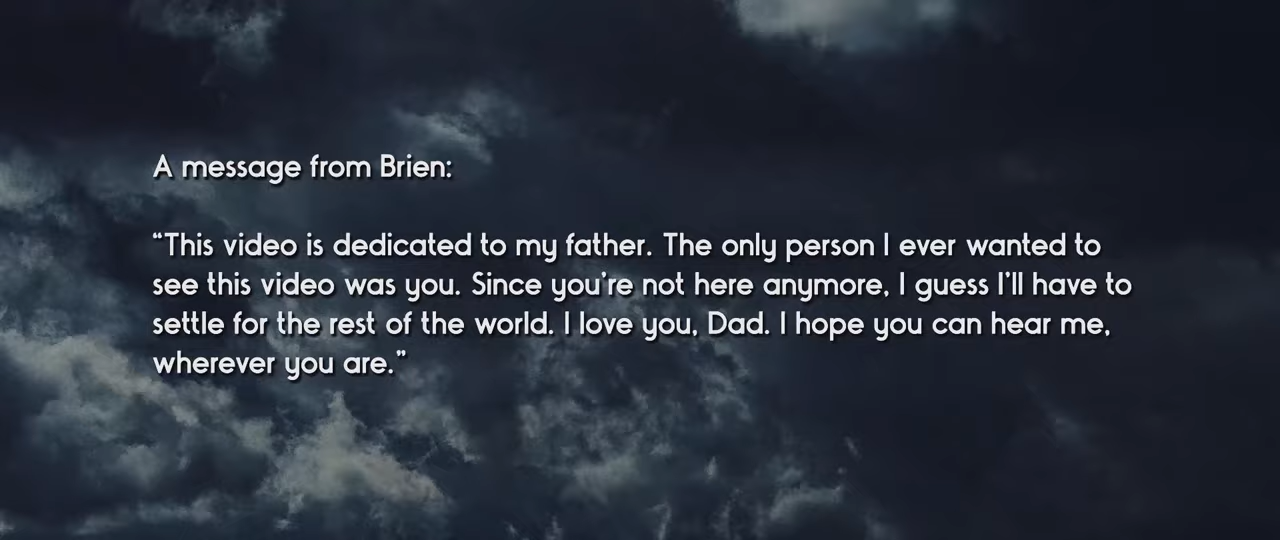 A message from Brien:
“This video is dedicated to my father. The only person I ever wanted to
see this video was you. Since you’re not here anymore, I guess I’ll have to
settle for the rest of the world. I love you, Dad. I hope you can hear me,
wherever you are.”